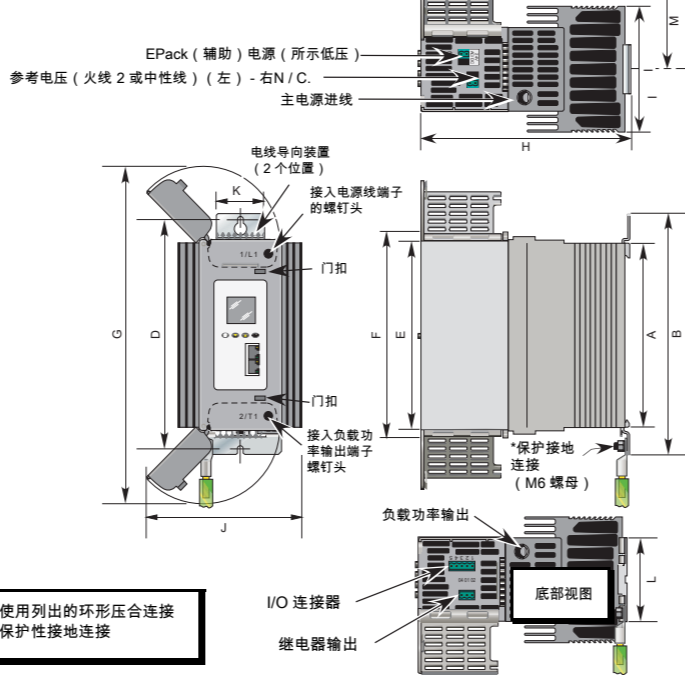 EPack（辅助）电源（所示低压）
参考电压（火线 2 或中性线）（左）- 右N / C.
主电源进线
M
I
I
H
电线导向装置
（2 个位置）
K
接入电源线端子
的螺钉头
1/L1
门扣
G
D
F
E
A
B
门扣
2/T1
接入负载功
率输出端子
螺钉头
*保护接地
连接
（M6 螺母）
J
负载功率输出
I/O 连接器
继电器输出
底部视图
L
使用列出的环形压合连接
保护性接地连接